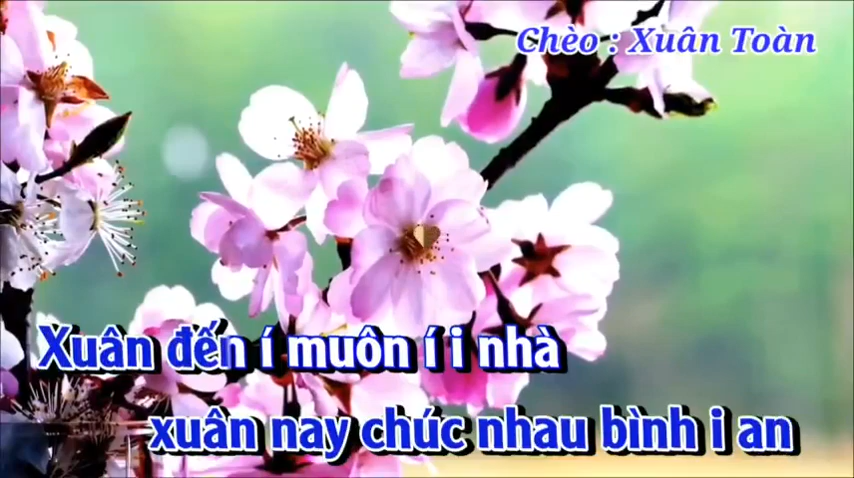 Chèo : Xuân Toàn
Xuân đến í muôn í i nhà
xuân nay chúc nhau bình i an